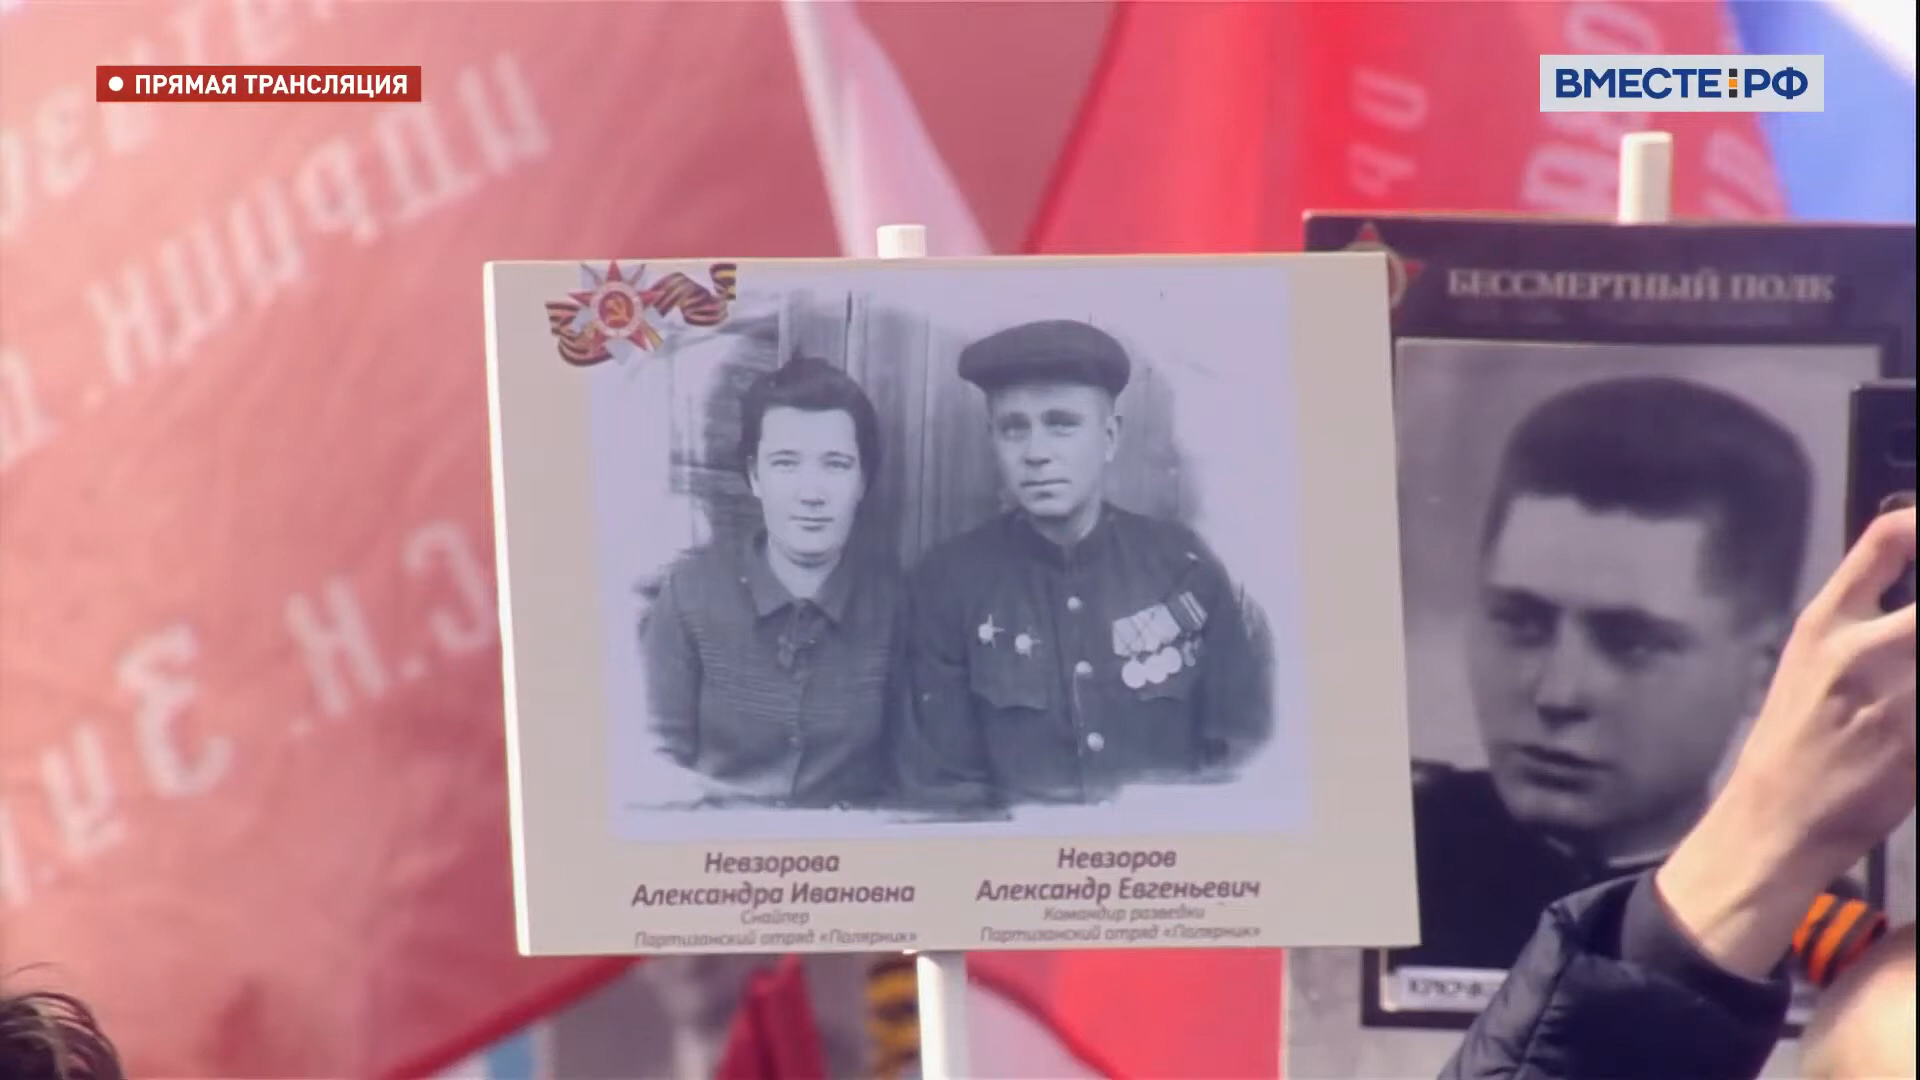 ПРЯМАЯ ТРАНСЛЯЦИЯ
ВМЕСТЕ РФ
БЕССМЕРТНЫЙ ПОЛК
Невзорова
Александра Ивановна
Снайпер
Партизанский отряд «Полярник»
Невзоров
Александр Евгеньевич
Командир разведки
Партизанский отряд «Полярник»